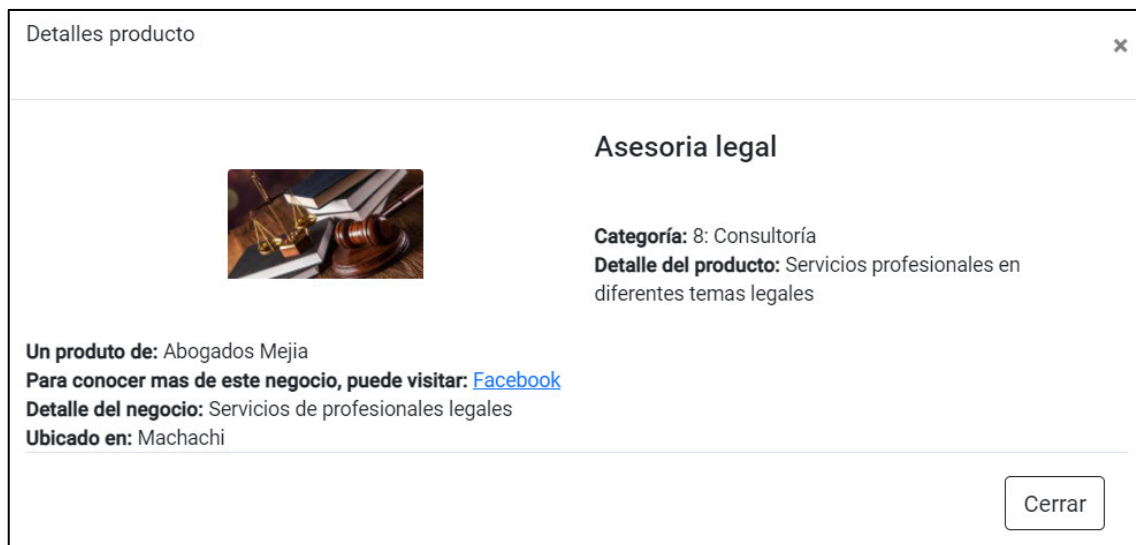 Detalles producto
×
Asesoria legal
Categoría: 8: Consultoría
Detalle del producto: Servicios profesionales en
diferentes temas legales
Un produto de: Abogados Mejia
Para conocer mas de este negocio, puede visitar: Facebook
Detalle del negocio: Servicios de profesionales legales
Ubicado en: Machachi
Cerrar